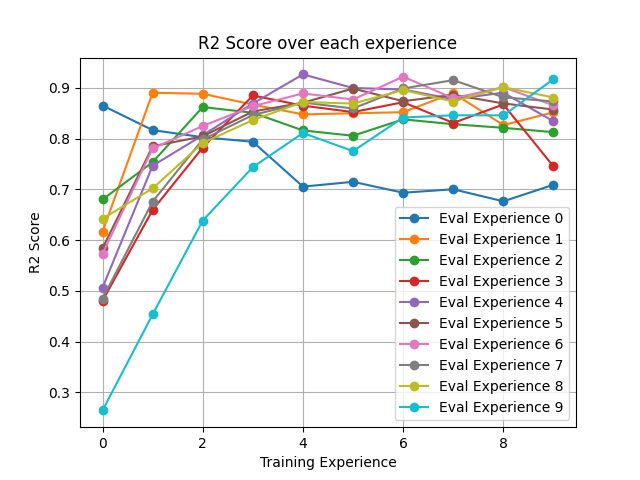 R2 Score over each experience
R2 Score
0.9
0.8
0.7
0.6
0.5
0.4
0.3
0
2
4
6
8
Training Experience
Eval Experience 0
Eval Experience 1
Eval Experience 2
Eval Experience 3
Eval Experience 4
Eval Experience 5
Eval Experience 6
Eval Experience 7
Eval Experience 8
Eval Experience 9